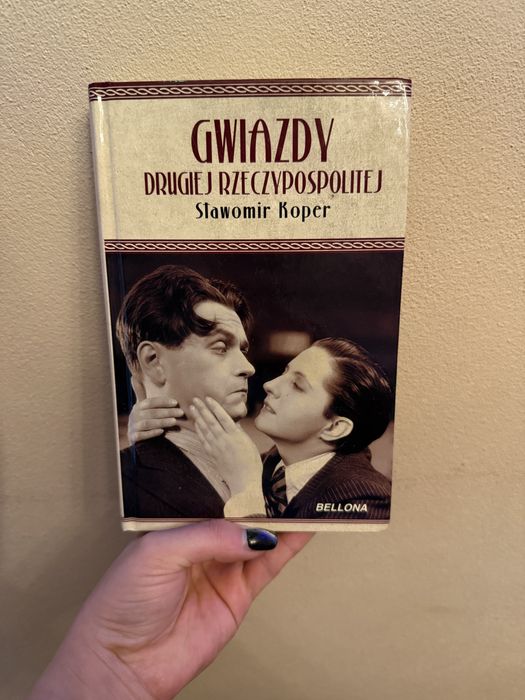 GWIAZDY
DRUGIEJ RZECZYPOSPOLITEJ
Sławomir Koper
BELLONA